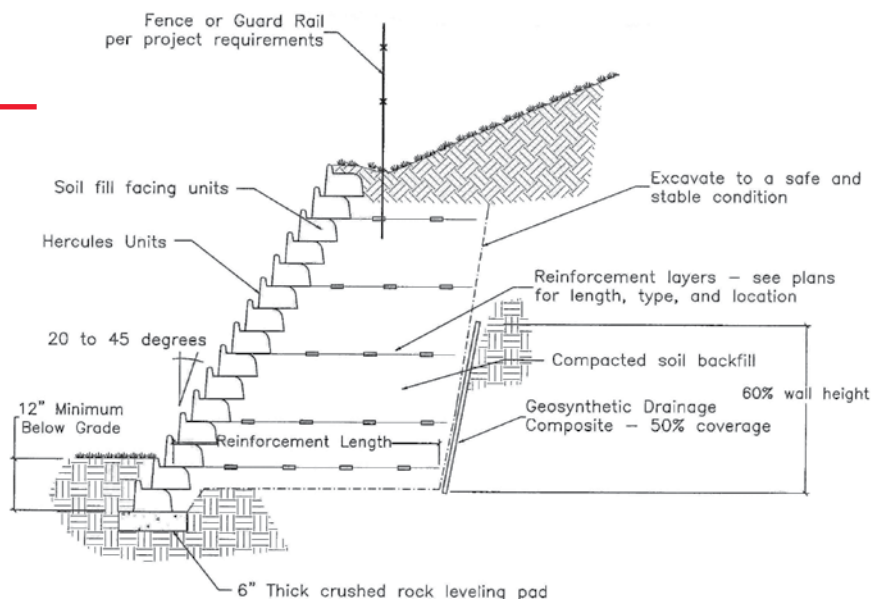 Fence or Guard Rail
per project requirements
Soil fill facing units
Excavate to a safe and
stable condition
Hercules Units
Reinforcement layers – see plans
for length, type, and location
20 to 45 degrees
Compacted soil backfill
60% wall height
12" Minimum
Below Grade
Geosynthetic Drainage
Composite – 50% coverage
Reinforcement Length
6" Thick crushed rock leveling pad